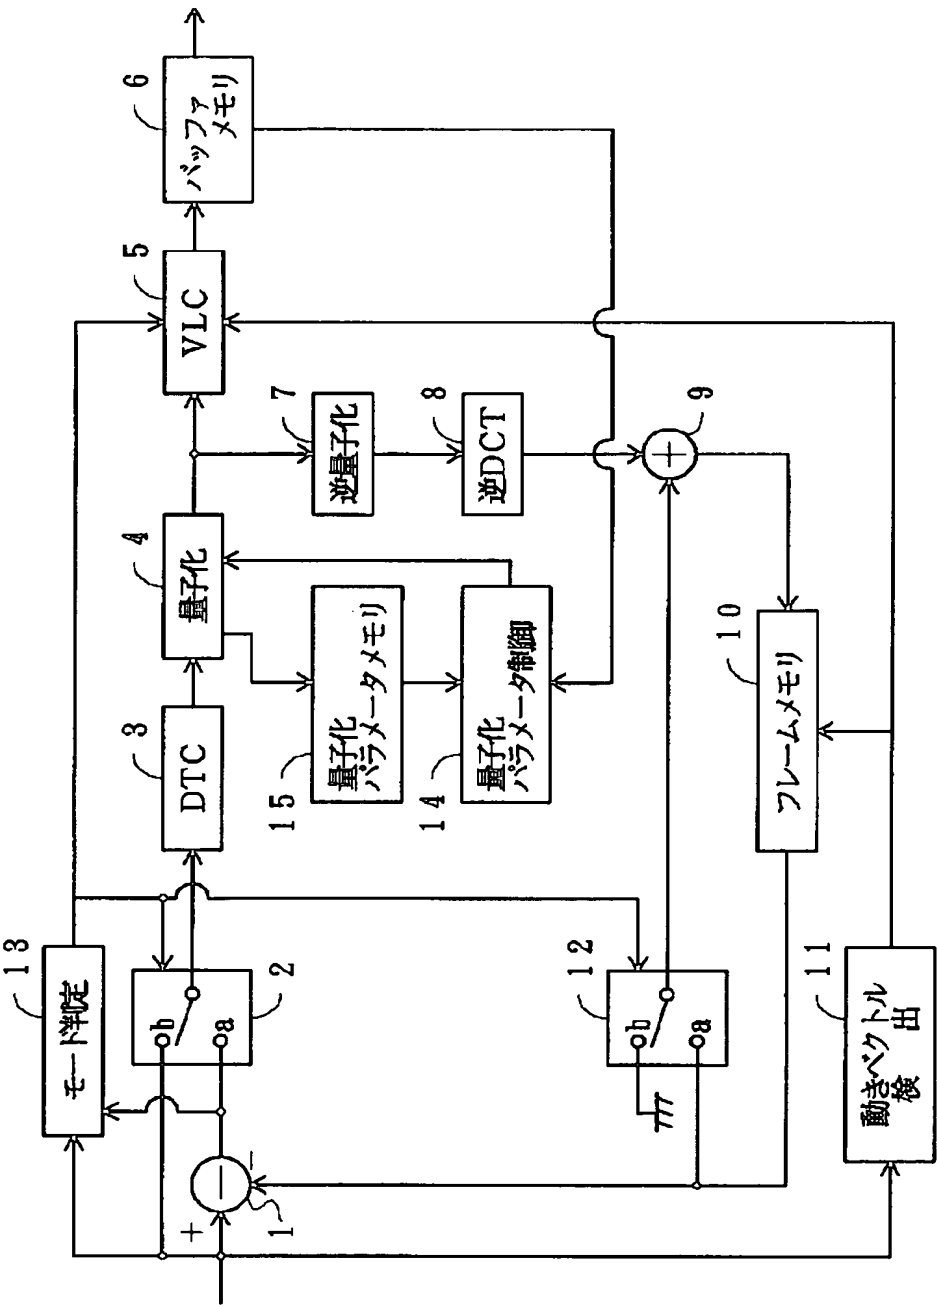 13
モード判定
b
a
2
+
−
−
1
3
DTC
4
量子化
5
VLC
6
バッファ
メモリ
7
逆量子化
8
逆DCT
15
量子化
パラメータメモリ
14
量子化
パラメータ制御
12
b
a
+
9
10
フレームメモリ
11
動きベクトル
検出